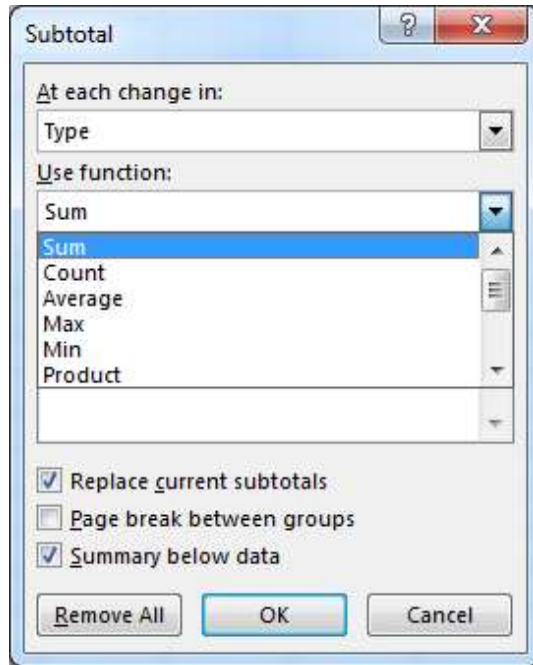 Subtotal
At each change in:
Type
Use function:
Sum
Sum
Count
Average
Max
Min
Product
Replace current subtotals
Page break between groups
Summary below data
Remove All OK Cancel